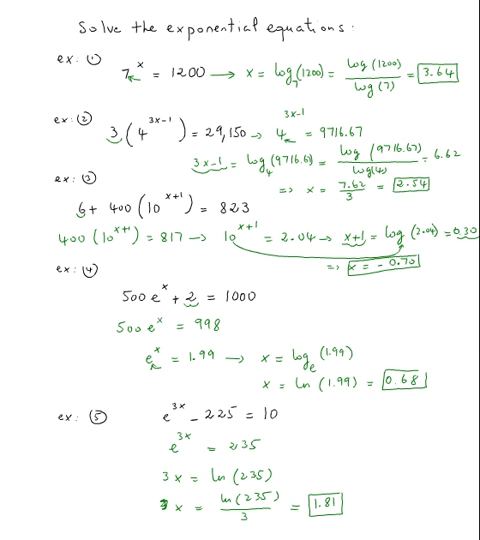 Solve the exponential equations:
ex: (1)
7^x = 1200 → x = log_7(1200) = log(1200)/log(7) = 3.64
ex: (2)
3(4^(3x-1)) = 29,150 → 4^(3x-1) = 9716.67
3x-1 = log_4(9716.6) = log(9716.67)/log(4) = 6.62
=> x = 7.62/3 = 2.54
ex: (3)
6 + 400(10^(x+1)) = 823
400(10^(x+1)) = 817 → 10^(x+1) = 2.04 → x+1 = log(2.04) = 0.30
=> x = -0.70
ex: (4)
500e^x + 2 = 1000
500e^x = 998
e^x = 1.99 → x = log_e(1.99)
x = ln(1.99) = 0.68
ex: (5)
e^(3x) - 225 = 10
e^(3x) = 235
3x = ln(235)
x = ln(235)/3 = 1.81